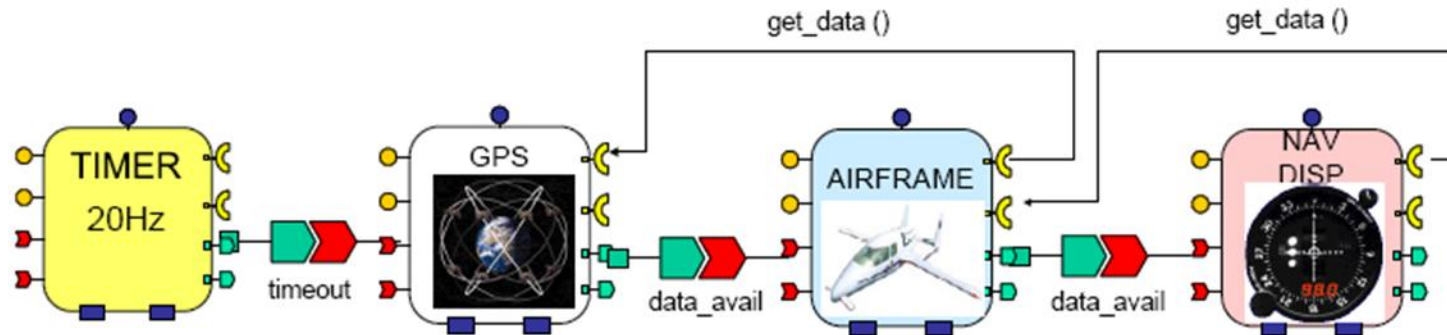 get_data ()
get_data ()
TIMER
20Hz
GPS
AIRFRAME
NAV
DISP
timeout
data_avail
data_avail